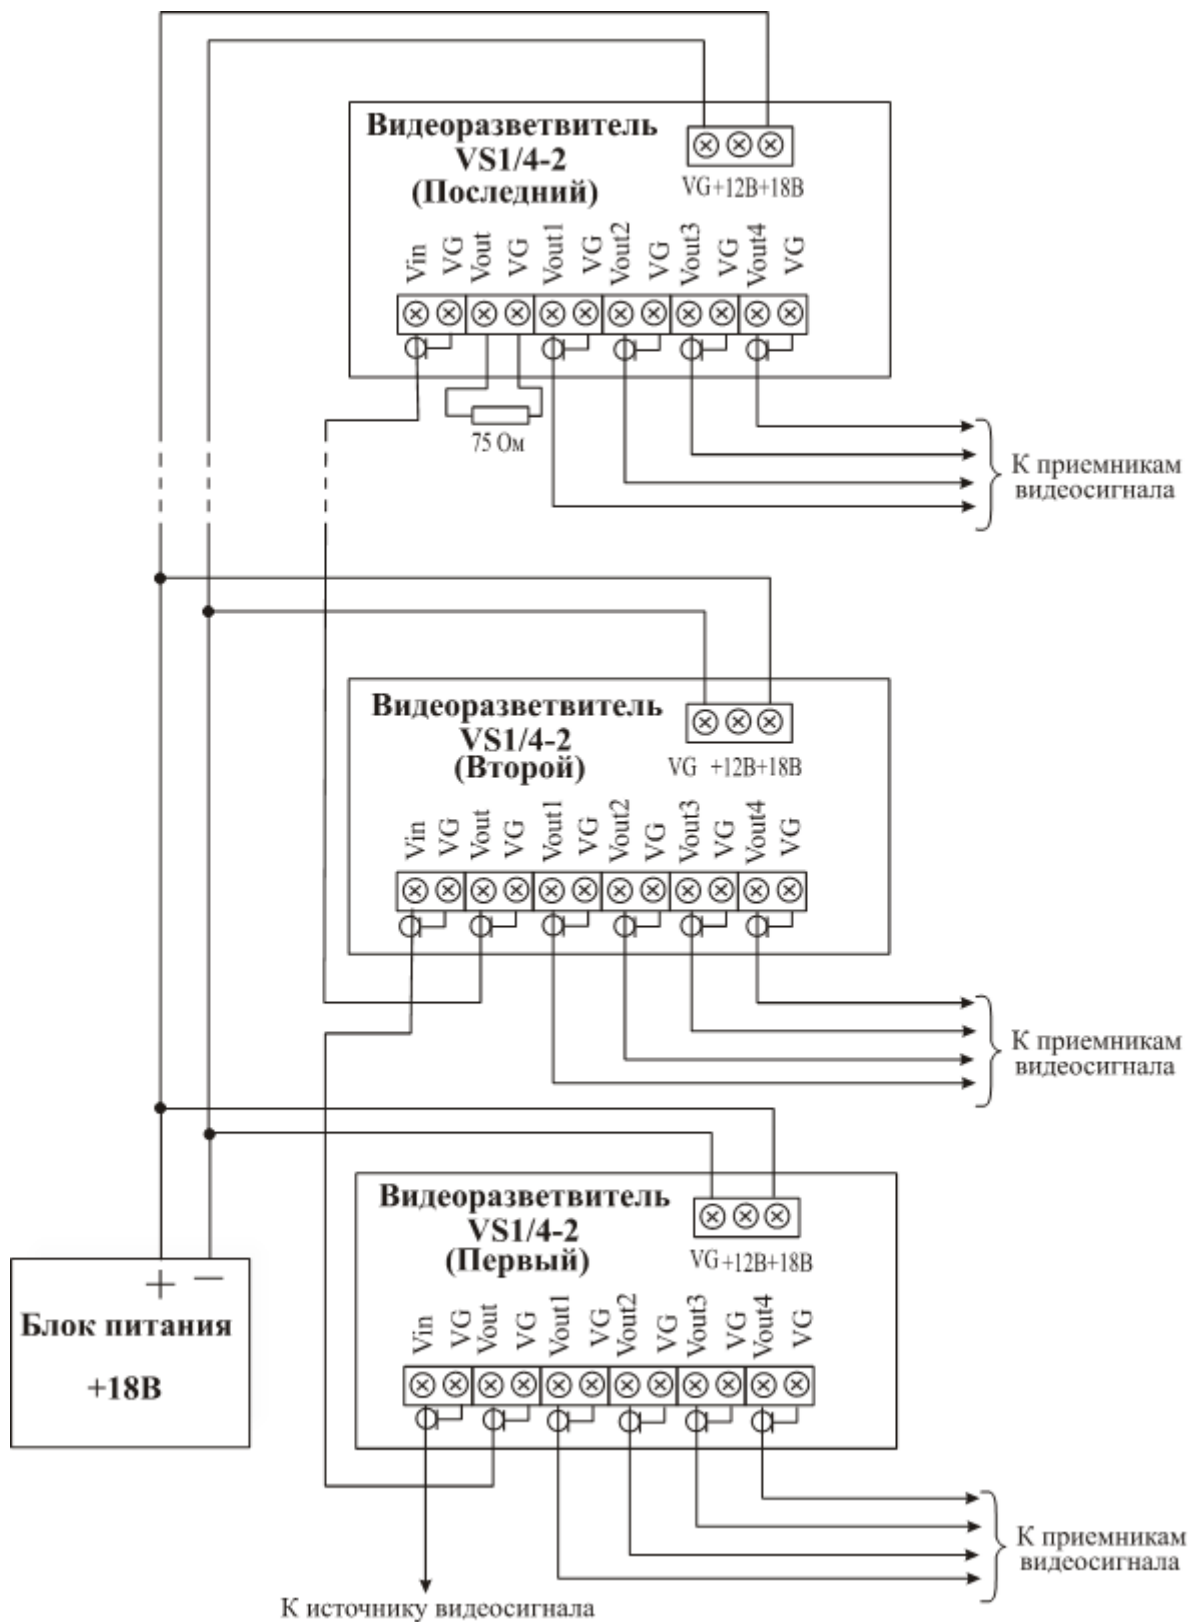 Видеоразветвитель
VS1/4-2
(Последний)
VG+12В+18В
Vin VG Vout VG Vout1 VG Vout2 VG Vout3 VG Vout4 VG
75 Ом
К приемникам
видеосигнала
Видеоразветвитель
VS1/4-2
(Второй)
VG +12В+18В
Vin VG Vout VG Vout1 VG Vout2 VG Vout3 VG Vout4 VG
К приемникам
видеосигнала
Видеоразветвитель
VS1/4-2
(Первый)
VG+12В+18В
Vin VG Vout VG Vout1 VG Vout2 VG Vout3 VG Vout4 VG
+ −
Блок питания
+18В
К приемникам
видеосигнала
К источнику видеосигнала